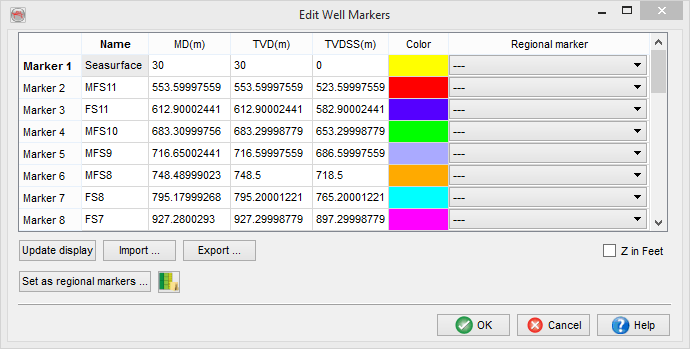 Edit Well Markers
Name MD(m) TVD(m) TVDSS(m) Color Regional marker
Marker 1 Seasurface 30 30 0 ---
Marker 2 MFS11 553.59997559 553.59997559 523.59997559 ---
Marker 3 FS11 612.90002441 612.90002441 582.90002441 ---
Marker 4 MFS10 683.30999756 683.29998779 653.29998779 ---
Marker 5 MFS9 716.65002441 716.59997559 686.59997559 ---
Marker 6 MFS8 748.48999023 748.5 718.5 ---
Marker 7 FS8 795.17999268 795.20001221 765.20001221 ---
Marker 8 FS7 927.2800293 927.29998779 897.29998779 ---
Update display Import ... Export ... Z in Feet
Set as regional markers ...
OK Cancel Help